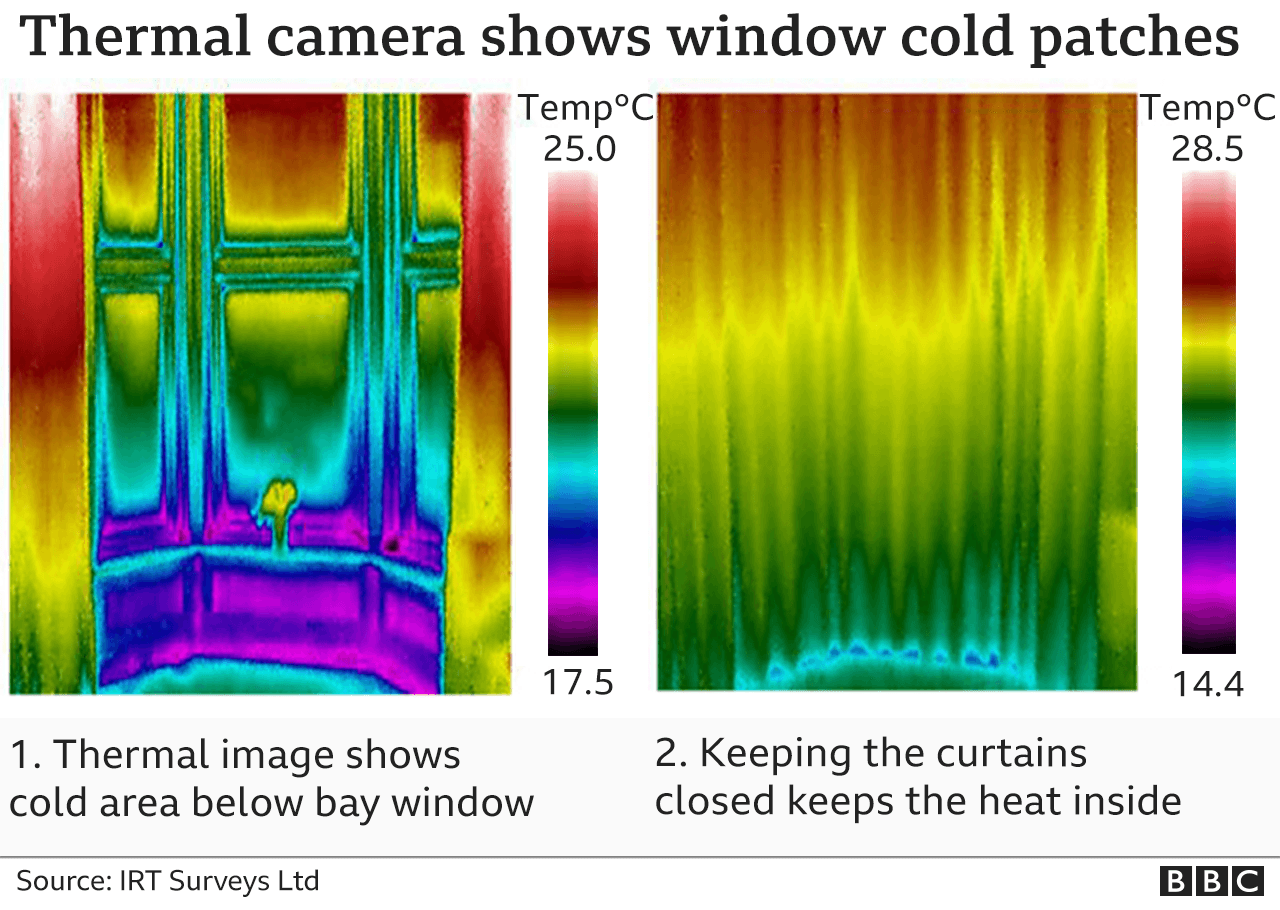 Thermal camera shows window cold patches
Temp°C
25.0
17.5
Temp°C
28.5
14.4
1. Thermal image shows
cold area below bay window
2. Keeping the curtains
closed keeps the heat inside
Source: IRT Surveys Ltd
BBC